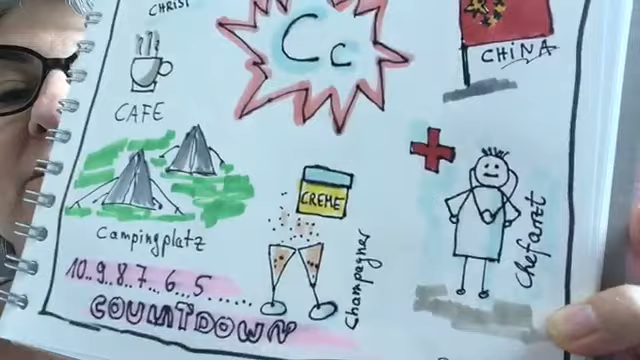 CHRIST
Cc
CHINA
CAFE
CREME
Campingplatz
Champagner
Chefarzt
10..9..8..7...6...5......
COUNTDOWN